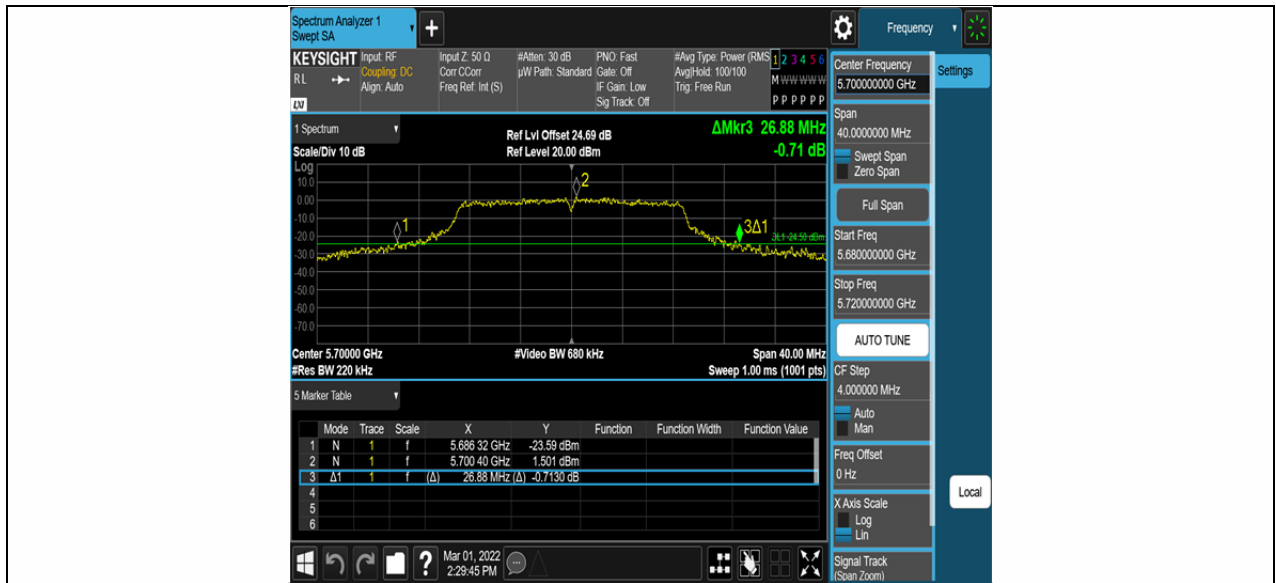 Spectrum Analyzer 1
Swept SA
+
Frequency
KEYSIGHT
RL
LXI
Input: RF
Coupling: DC
Align: Auto
Input Z: 50 Ω
Corr CCorr
Freq Ref: Int (S)
#Atten: 30 dB
µW Path: Standard
PNO: Fast
Gate: Off
IF Gain: Low
Sig Track: Off
#Avg Type: Power (RMS
Avg|Hold: 100/100
Trig: Free Run
1 2 3 4 5 6
M W W W W W
P P P P P P
1 Spectrum
Scale/Div 10 dB
Ref Lvl Offset 24.69 dB
Ref Level 20.00 dBm
ΔMkr3 26.88 MHz
-0.71 dB
Log
10.0
0.00
-10.0
-20.0
-30.0
-40.0
-50.0
-60.0
-70.0
1
2
3Δ1
DL1 -24.50 dBm
Center 5.70000 GHz
#Res BW 220 kHz
#Video BW 680 kHz
Span 40.00 MHz
Sweep 1.00 ms (1001 pts)
5 Marker Table
Mode Trace Scale X Y Function Function Width Function Value
1 N 1 f 5.686 32 GHz -23.59 dBm
2 N 1 f 5.700 40 GHz 1.501 dBm
3 Δ1 1 f (Δ) 26.88 MHz (Δ) -0.7130 dB
4
5
6
Mar 01, 2022
2:29:45 PM
Center Frequency
5.700000000 GHz
Span
40.0000000 MHz
Swept Span
Zero Span
Full Span
Start Freq
5.680000000 GHz
Stop Freq
5.720000000 GHz
AUTO TUNE
CF Step
4.000000 MHz
Auto
Man
Freq Offset
0 Hz
X Axis Scale
Log
Lin
Signal Track
(Span Zoom)
Settings
Local